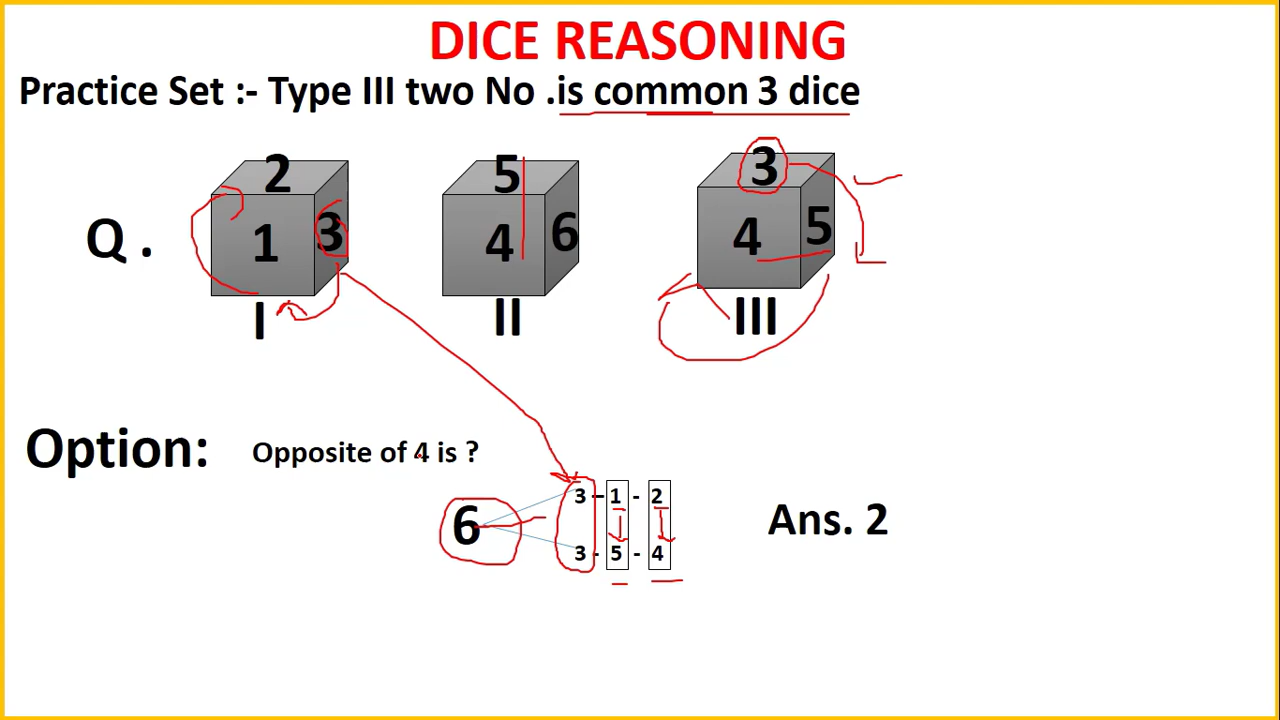 DICE REASONING
Practice Set :- Type III two No .is common 3 dice
2 5 3
Q . 1 3 4 6 4 5
I II III
Option: Opposite of 4 is ?
3 – 1 - 2
6 Ans. 2
3 - 5 - 4